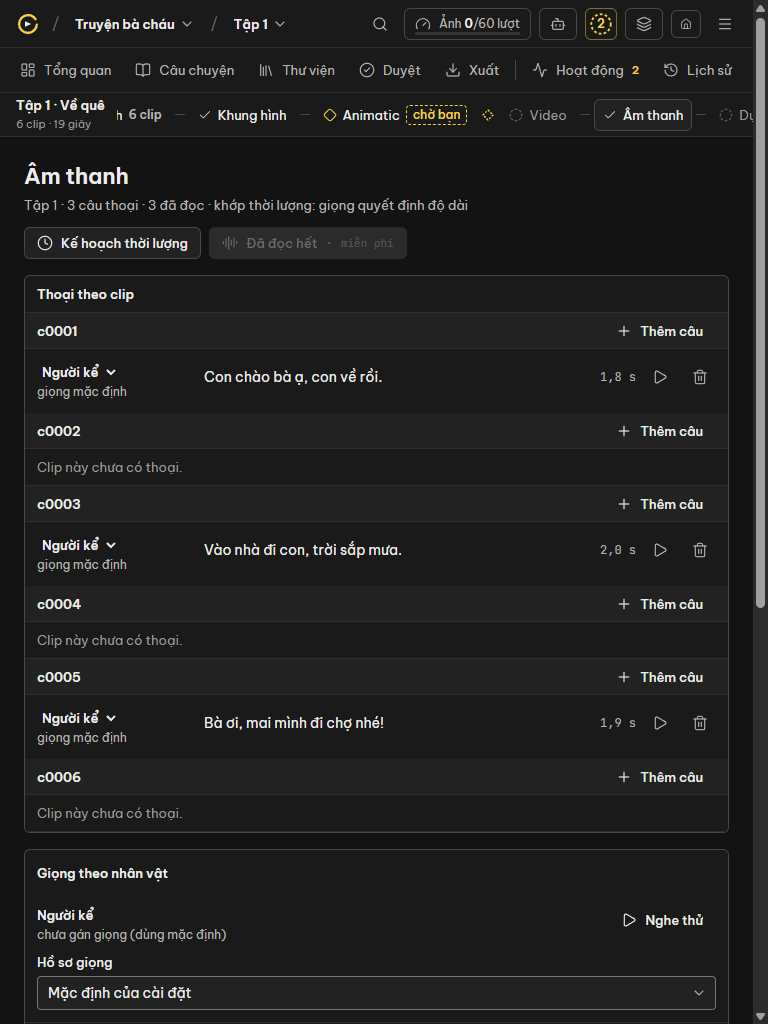 / Truyện bà cháu / Tập 1 Ảnh 0/60 lượt 2
Tổng quan Câu chuyện Thư viện Duyệt Xuất Hoạt động 2 Lịch sử
Tập 1 · Về quê
6 clip · 19 giây
6 clip — Khung hình — Animatic chờ bạn Video — Âm thanh —
Âm thanh
Tập 1 · 3 câu thoại · 3 đã đọc · khớp thời lượng: giọng quyết định độ dài
Kế hoạch thời lượng Đã đọc hết · miễn phí
Thoại theo clip
c0001 Thêm câu
Người kể Con chào bà ạ, con về rồi. 1,8 s
giọng mặc định
c0002 Thêm câu
Clip này chưa có thoại.
c0003 Thêm câu
Người kể Vào nhà đi con, trời sắp mưa. 2,0 s
giọng mặc định
c0004 Thêm câu
Clip này chưa có thoại.
c0005 Thêm câu
Người kể Bà ơi, mai mình đi chợ nhé! 1,9 s
giọng mặc định
c0006 Thêm câu
Clip này chưa có thoại.
Giọng theo nhân vật
Người kể Nghe thử
chưa gán giọng (dùng mặc định)
Hồ sơ giọng
Mặc định của cài đặt